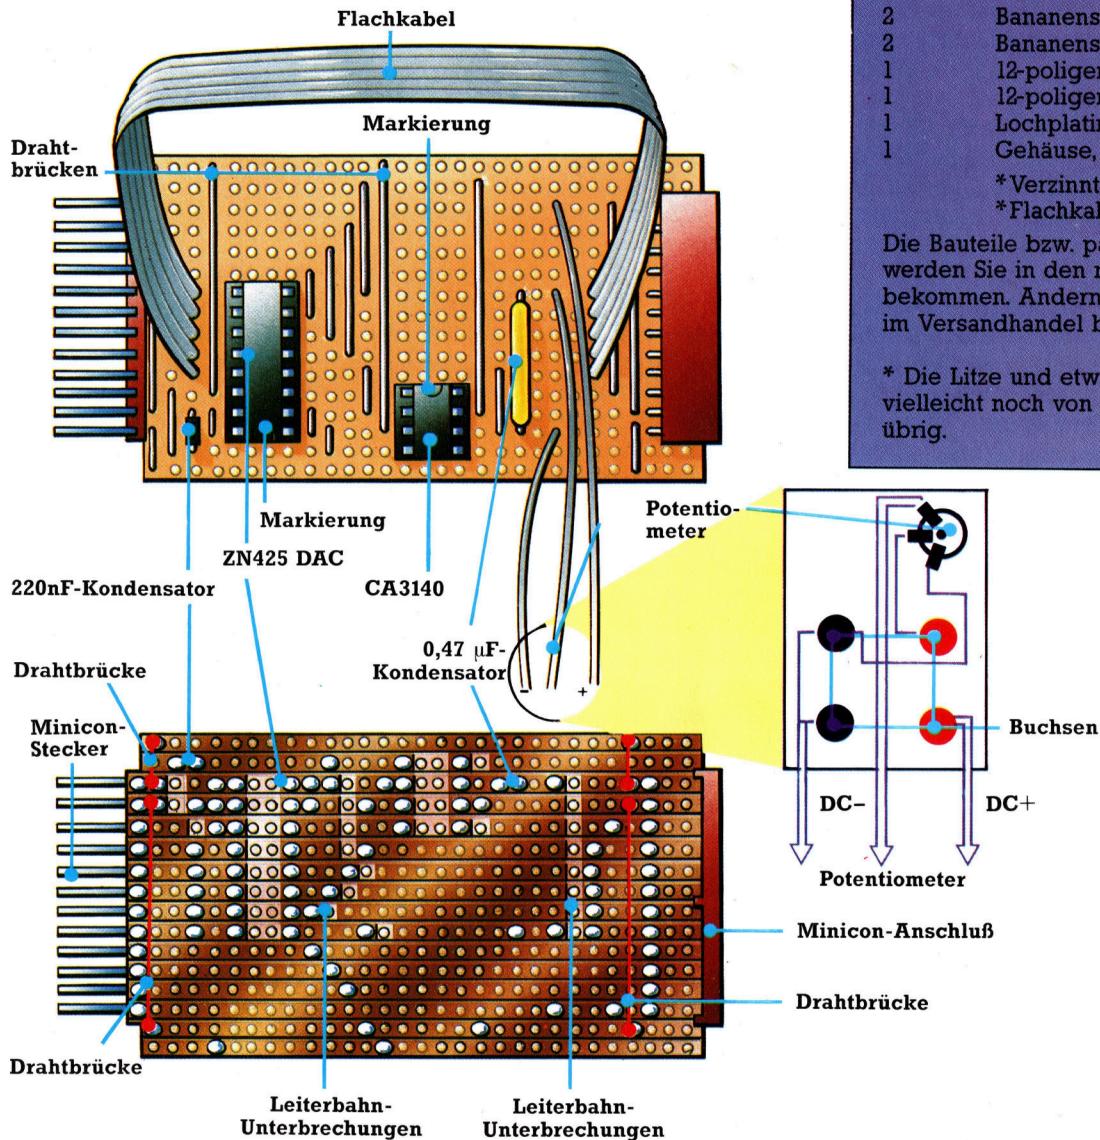 Flachkabel
Markierung
Draht-
brücken
Markierung
ZN425 DAC
220nF-Kondensator
CA3140
0,47 µF-
Kondensator
-
+
Potentio-
meter
Buchsen
DC-
DC+
Potentiometer
Drahtbrücke
Minicon-
Stecker
Minicon-Anschluß
Drahtbrücke
Drahtbrücke
Leiterbahn-
Unterbrechungen
Leiterbahn-
Unterbrechungen
2 Bananens
2 Bananens
1 12-poliger
1 12-poliger
1 Lochplatin
1 Gehäuse,
*Verzinnt
*Flachkal
Die Bauteile bzw. pa
werden Sie in den
bekommen. Andern
im Versandhandel b
* Die Litze und etw
vielleicht noch von
übrig.